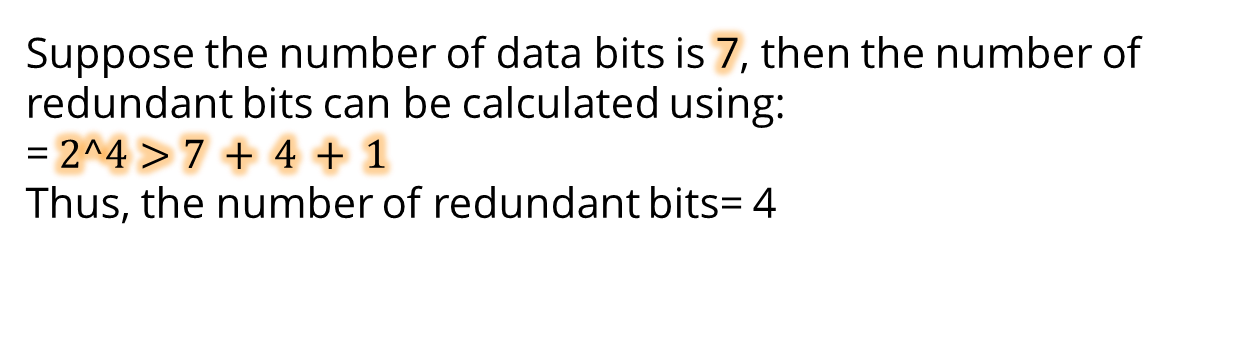 Suppose the number of data bits is 7, then the number of
redundant bits can be calculated using:
= 2^4 > 7 + 4 + 1
Thus, the number of redundant bits= 4